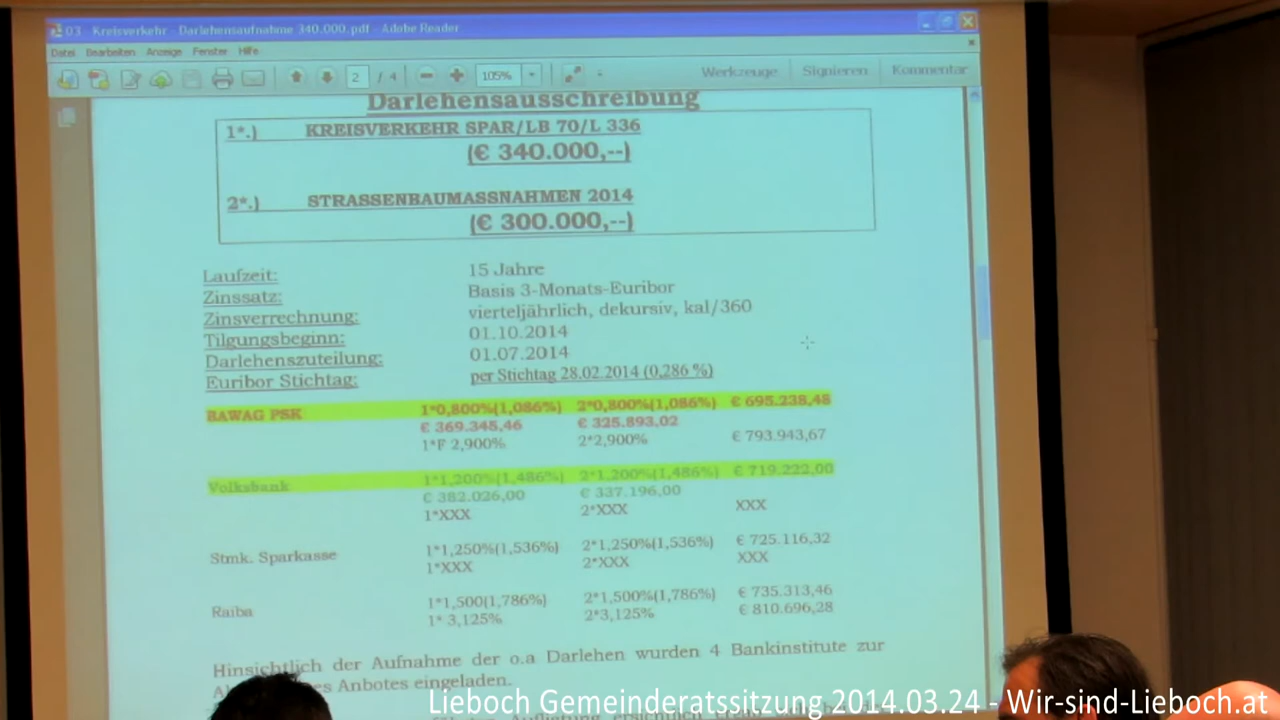 03 - Kreisverkehr - Darlehensaufnahme 340.000.pdf - Adobe Reader
Datei Bearbeiten Anzeige Fenster Hilfe
2 / 4 105% Werkzeuge Signieren Kommentar
Darlehensausschreibung
1*.) KREISVERKEHR SPAR/LB 70/L 336
(€ 340.000,--)
2*.) STRASSENBAUMASSNAHMEN 2014
(€ 300.000,--)
Laufzeit: 15 Jahre
Zinssatz: Basis 3-Monats-Euribor
Zinsverrechnung: vierteljährlich, dekursiv, kal/360
Tilgungsbeginn: 01.10.2014
Darlehenszuteilung: 01.07.2014
Euribor Stichtag: per Stichtag 28.02.2014 (0,286 %)
BAWAG PSK 1*0,800%(1,086%) 2*0,800%(1,086%) € 695.238,48
€ 369.345,46 € 325.893,02
1*F 2,900% 2*2,900% € 793.943,67
Volksbank 1*1,200%(1,486%) 2*1,200%(1,486%) € 719.222,00
€ 382.026,00 € 337.196,00
1*XXX 2*XXX XXX
Stmk. Sparkasse 1*1,250%(1,536%) 2*1,250%(1,536%) € 725.116,32
1*XXX 2*XXX XXX
Raiba 1*1,500(1,786%) 2*1,500%(1,786%) € 735.313,46
1* 3,125% 2*3,125% € 810.696,28
Hinsichtlich der Aufnahme der o.a Darlehen wurden 4 Bankinstitute zur
Anbotes eingeladen.
Lieboch Gemeinderatssitzung 2014.03.24 - Wir-sind-Lieboch.at